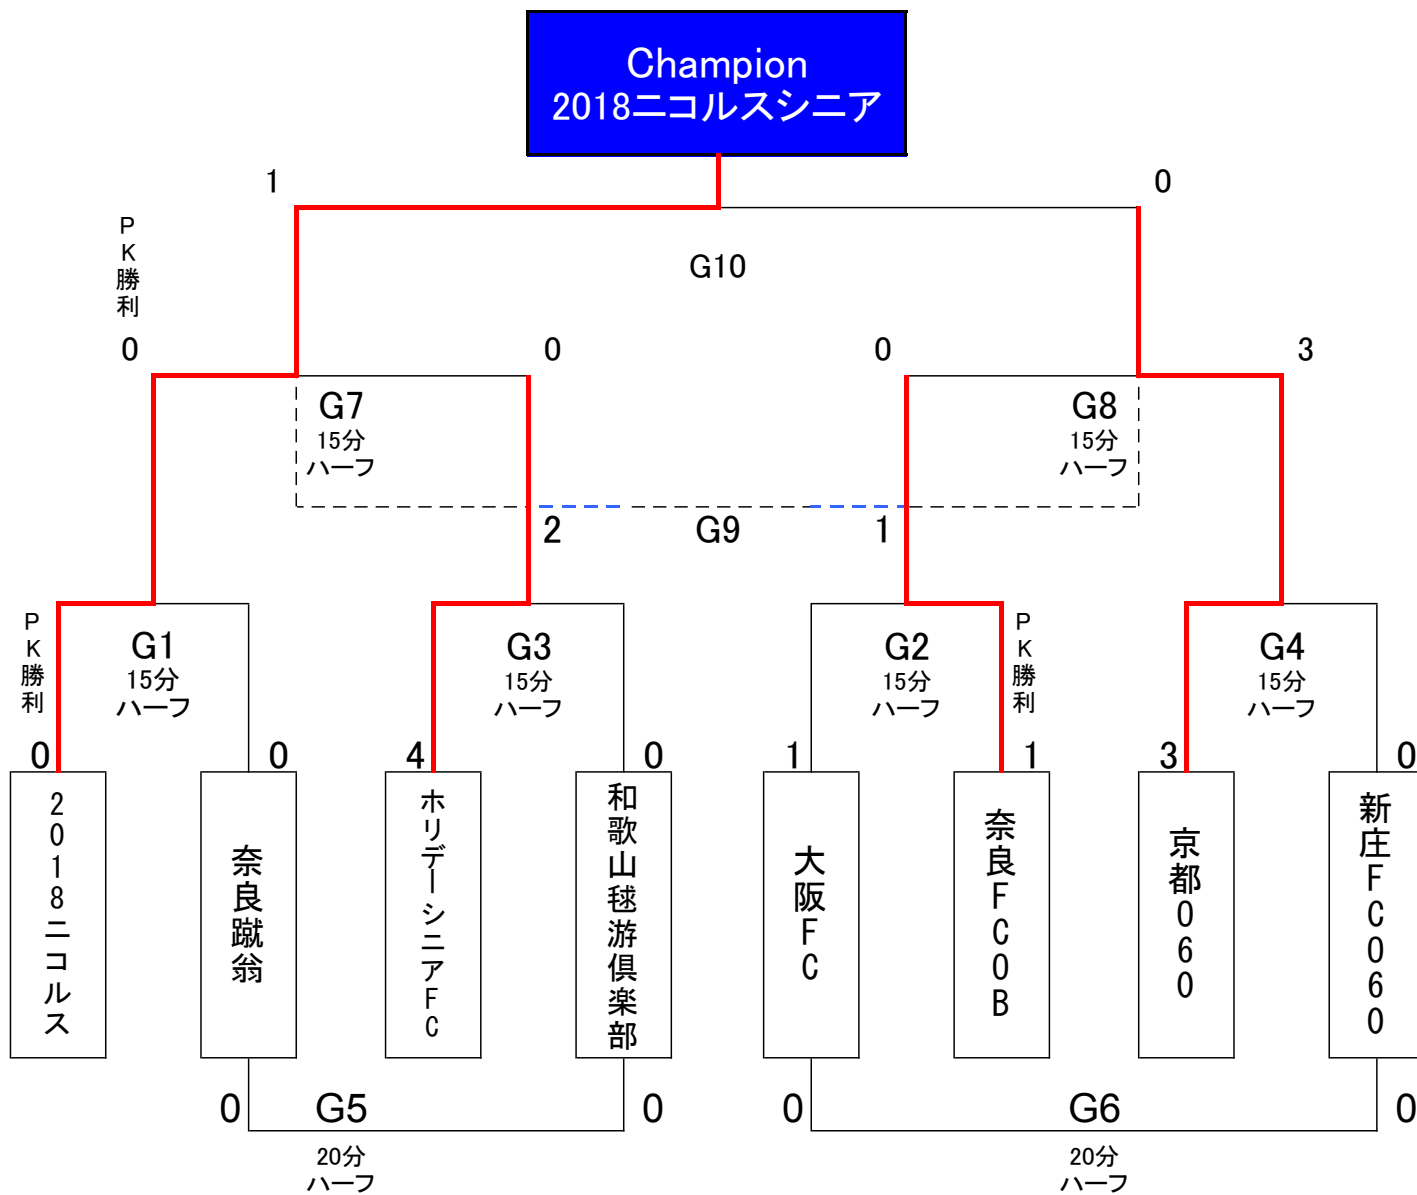 Champion
2018ニコルスシニア
1
0
PK勝利
G10
0
0
0
3
G7
15分
ハーフ
G8
15分
ハーフ
2
G9
1
PK勝利
G1
15分
ハーフ
G3
15分
ハーフ
G2
15分
ハーフ
PK勝利
G4
15分
ハーフ
0
0
4
0
1
1
3
0
2018ニコルス
奈良蹴翁
ホリデーシニアFC
和歌山毬游倶楽部
大阪FC
奈良FCOB
京都O60
新庄FCO60
0
G5
0
0
G6
0
20分
ハーフ
20分
ハーフ